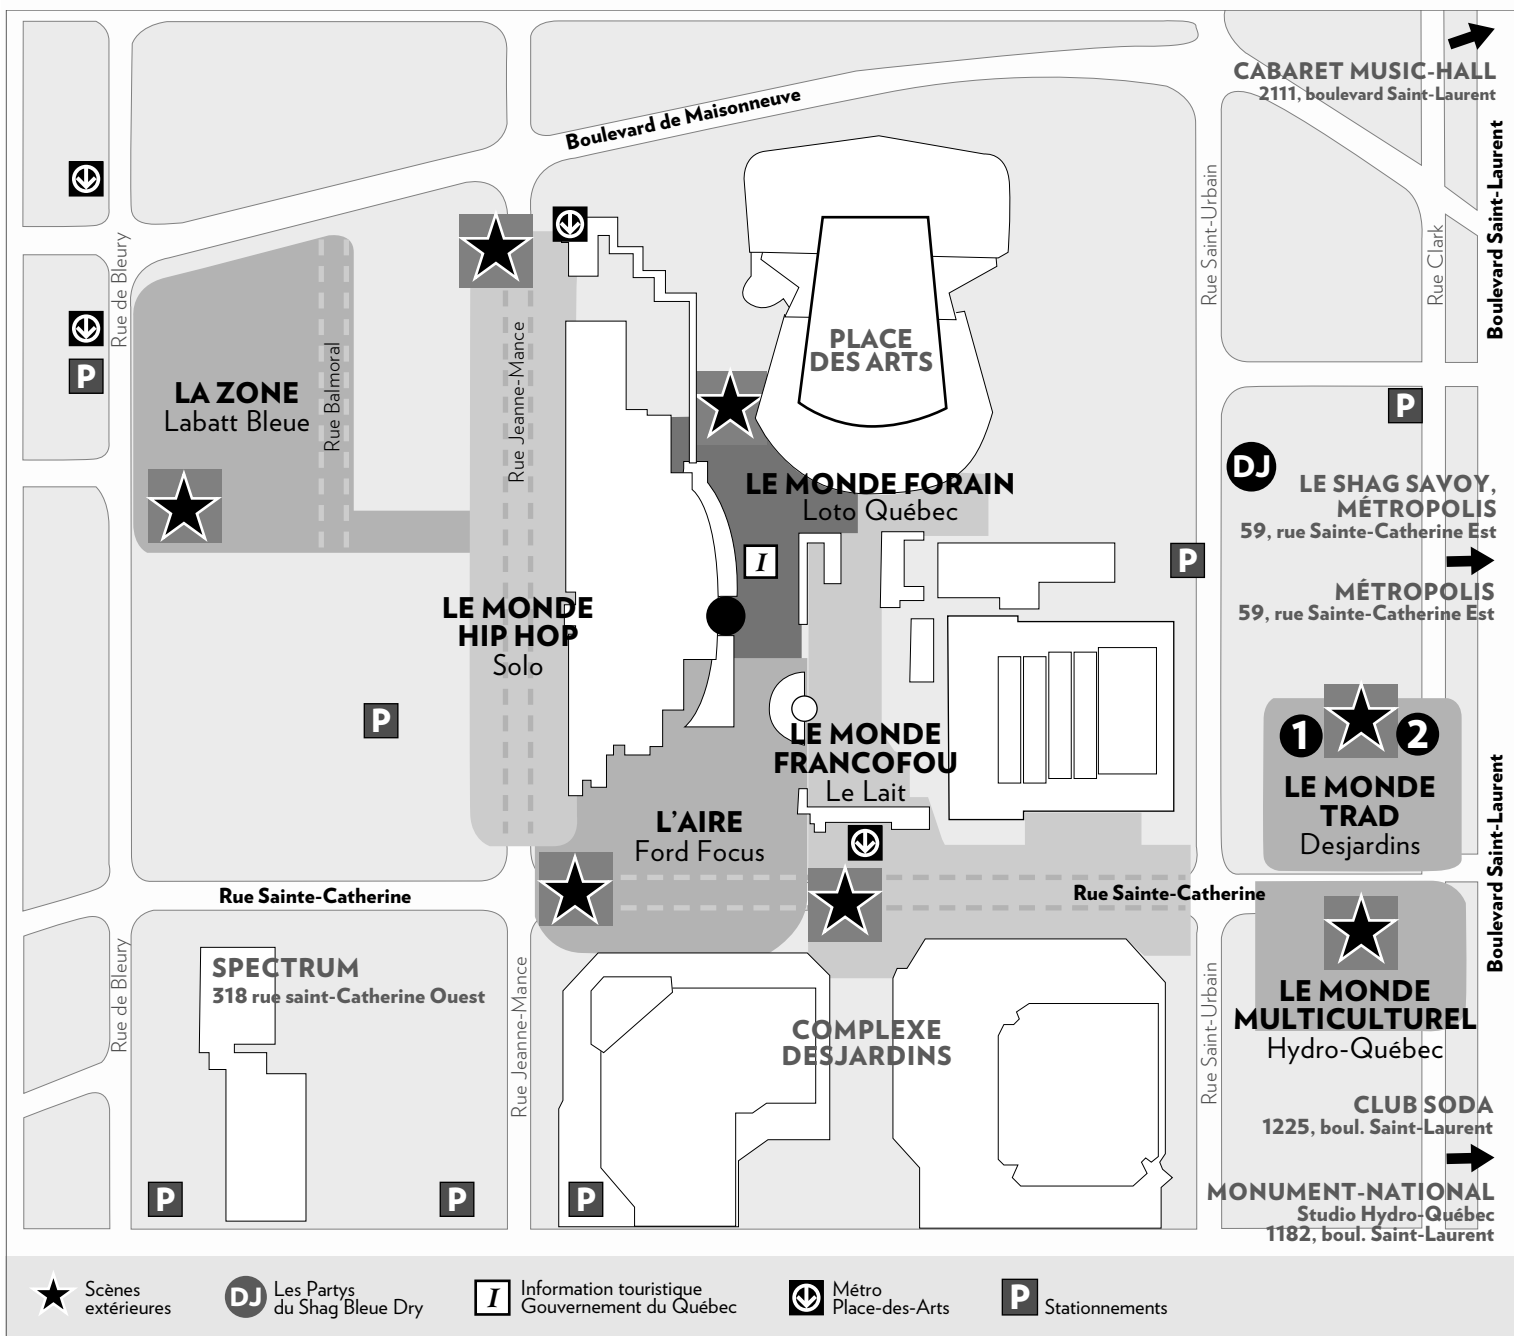 CABARET MUSIC-HALL
2111, boulevard Saint-Laurent
Boulevard de Maisonneuve
Boulevard Saint-Laurent
Rue Saint-Urbain
Rue Clark
Rue de Bleury
PLACE
DES ARTS
Rue Balmoral
Rue Jeanne-Mance
LA ZONE
Labatt Bleue
P
P
DJ
LE SHAG SAVOY,
MÉTROPOLIS
59, rue Sainte-Catherine Est
LE MONDE FORAIN
Loto Québec
I
P
MÉTROPOLIS
59, rue Sainte-Catherine Est
LE MONDE
HIP HOP
Solo
P
LE MONDE
FRANCOFOU
Le Lait
1
2
LE MONDE
TRAD
Desjardins
L'AIRE
Ford Focus
Boulevard Saint-Laurent
Rue Sainte-Catherine
Rue Sainte-Catherine
Rue de Bleury
SPECTRUM
318 rue saint-Catherine Ouest
Rue Jeanne-Mance
COMPLEXE
DESJARDINS
Rue Saint-Urbain
LE MONDE
MULTICULTUREL
Hydro-Québec
CLUB SODA
1225, boul. Saint-Laurent
P
P
P
MONUMENT-NATIONAL
Studio Hydro-Québec
1182, boul. Saint-Laurent
Scènes
extérieures
DJ
Les Partys
du Shag Bleue Dry
I
Information touristique
Gouvernement du Québec
Métro
Place-des-Arts
P
Stationnements